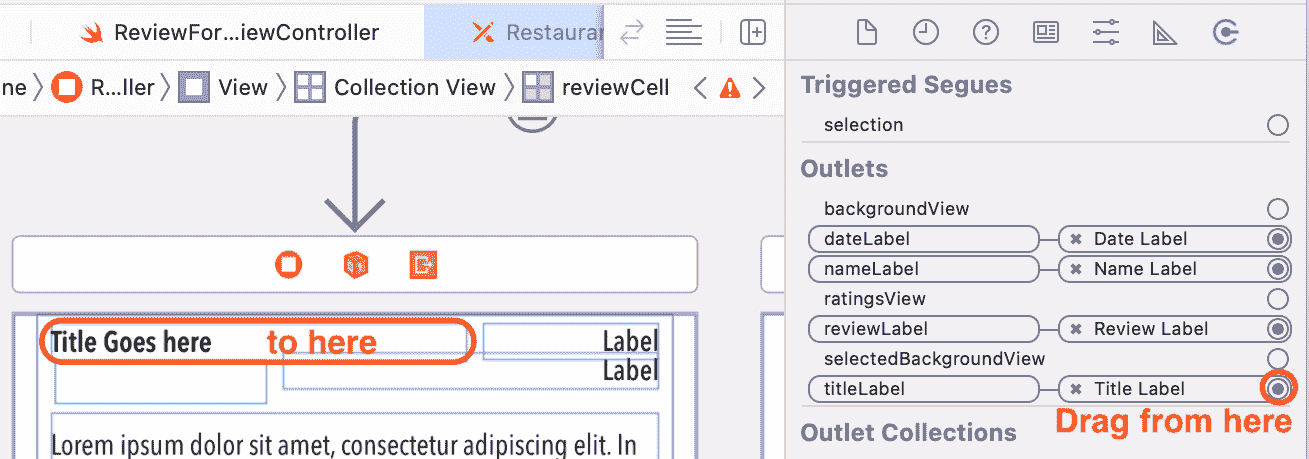 ReviewFor...iewController
Restaurar
ne
R...ller
View
Collection View
reviewCell
Title Goes here
to here
Label
Label
Lorem ipsum dolor sit amet, consectetur adipiscing elit. In
Triggered Segues
selection
Outlets
backgroundView
dateLabel
Date Label
nameLabel
Name Label
ratingsView
reviewLabel
Review Label
selectedBackgroundView
titleLabel
Title Label
Drag from here
Outlet Collections